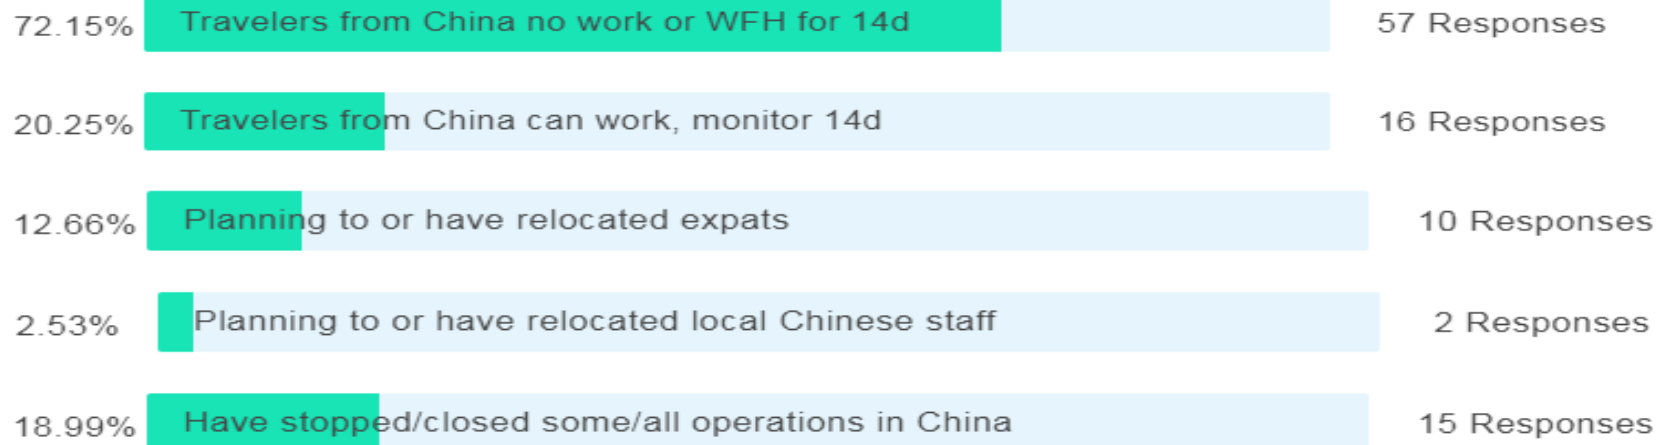 72.15% Travelers from China no work or WFH for 14d 57 Responses
20.25% Travelers from China can work, monitor 14d 16 Responses
12.66% Planning to or have relocated expats 10 Responses
2.53% Planning to or have relocated local Chinese staff 2 Responses
18.99% Have stopped/closed some/all operations in China 15 Responses